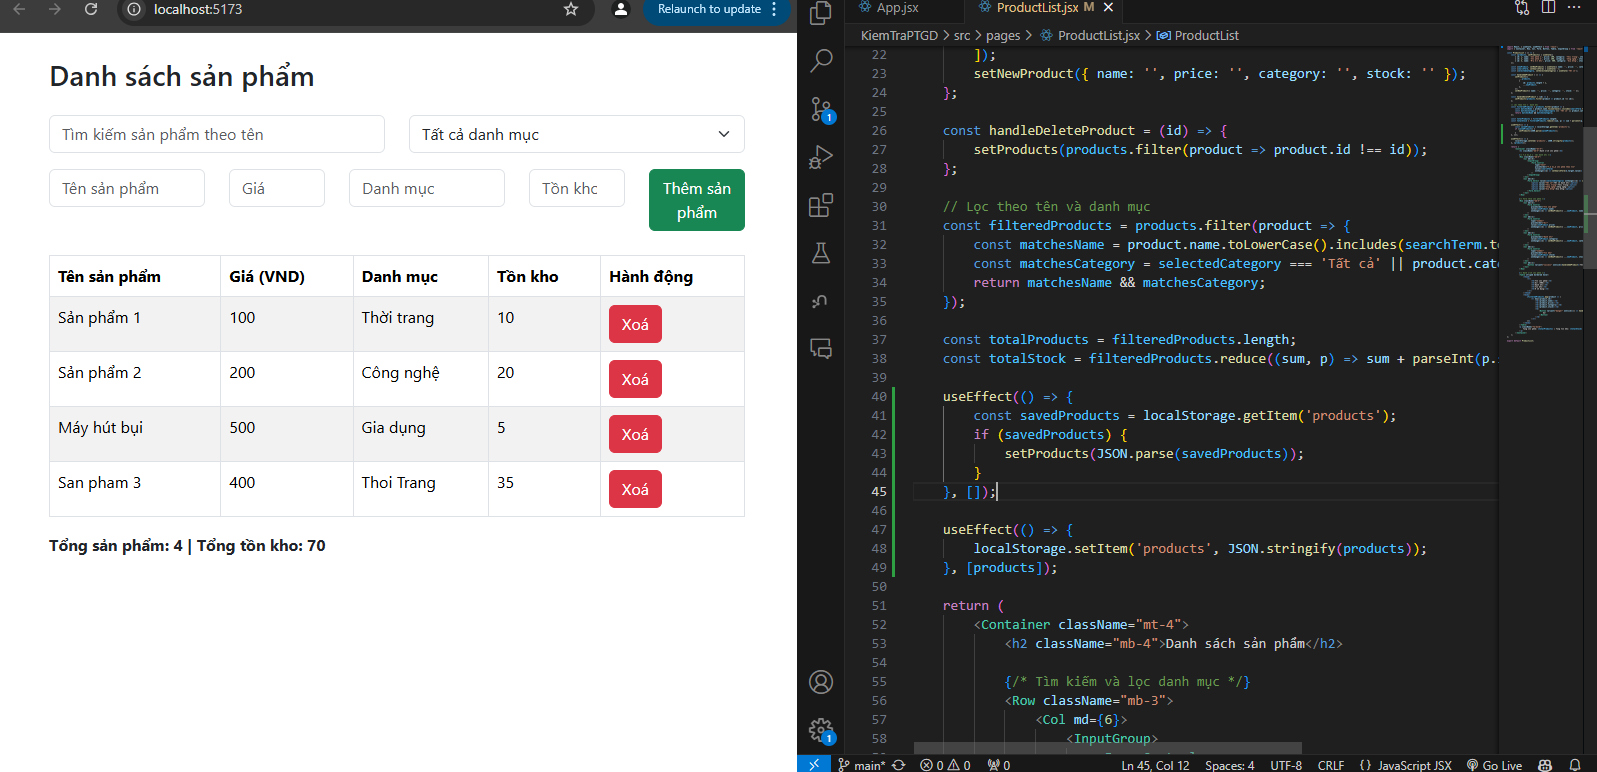 localhost:5173
Relaunch to update
Danh sách sản phẩm
Tìm kiếm sản phẩm theo tên
Tất cả danh mục
Tên sản phẩm
Giá
Danh mục
Tồn khc
Thêm sản
phẩm
Tên sản phẩm Giá (VND) Danh mục Tồn kho Hành động
Sản phẩm 1 100 Thời trang 10 Xoá
Sản phẩm 2 200 Công nghệ 20 Xoá
Máy hút bụi 500 Gia dụng 5 Xoá
San pham 3 400 Thoi Trang 35 Xoá
Tổng sản phẩm: 4 | Tổng tồn kho: 70
App.jsx
ProductList.jsx M
KiemTraPTGD > src > pages > ProductList.jsx > ProductList
22 ]);
23 setNewProduct({ name: '', price: '', category: '', stock: '' });
24 };
25
26 const handleDeleteProduct = (id) => {
27 setProducts(products.filter(product => product.id !== id));
28 };
29
30 // Lọc theo tên và danh mục
31 const filteredProducts = products.filter(product => {
32 const matchesName = product.name.toLowerCase().includes(searchTerm.to
33 const matchesCategory = selectedCategory === 'Tất cả' || product.cate
34 return matchesName && matchesCategory;
35 });
36
37 const totalProducts = filteredProducts.length;
38 const totalStock = filteredProducts.reduce((sum, p) => sum + parseInt(p.
39
40 useEffect(() => {
41 const savedProducts = localStorage.getItem('products');
42 if (savedProducts) {
43 setProducts(JSON.parse(savedProducts));
44 }
45 }, []);
46
47 useEffect(() => {
48 localStorage.setItem('products', JSON.stringify(products));
49 }, [products]);
50
51 return (
52 <Container className="mt-4">
53 <h2 className="mb-4">Danh sách sản phẩm</h2>
54
55 {/* Tìm kiếm và lọc danh mục */}
56 <Row className="mb-3">
57 <Col md={6}>
58 <InputGroup>
1
1
main* 0 0 0 Ln 45, Col 12 Spaces: 4 UTF-8 CRLF {} JavaScript JSX Go Live